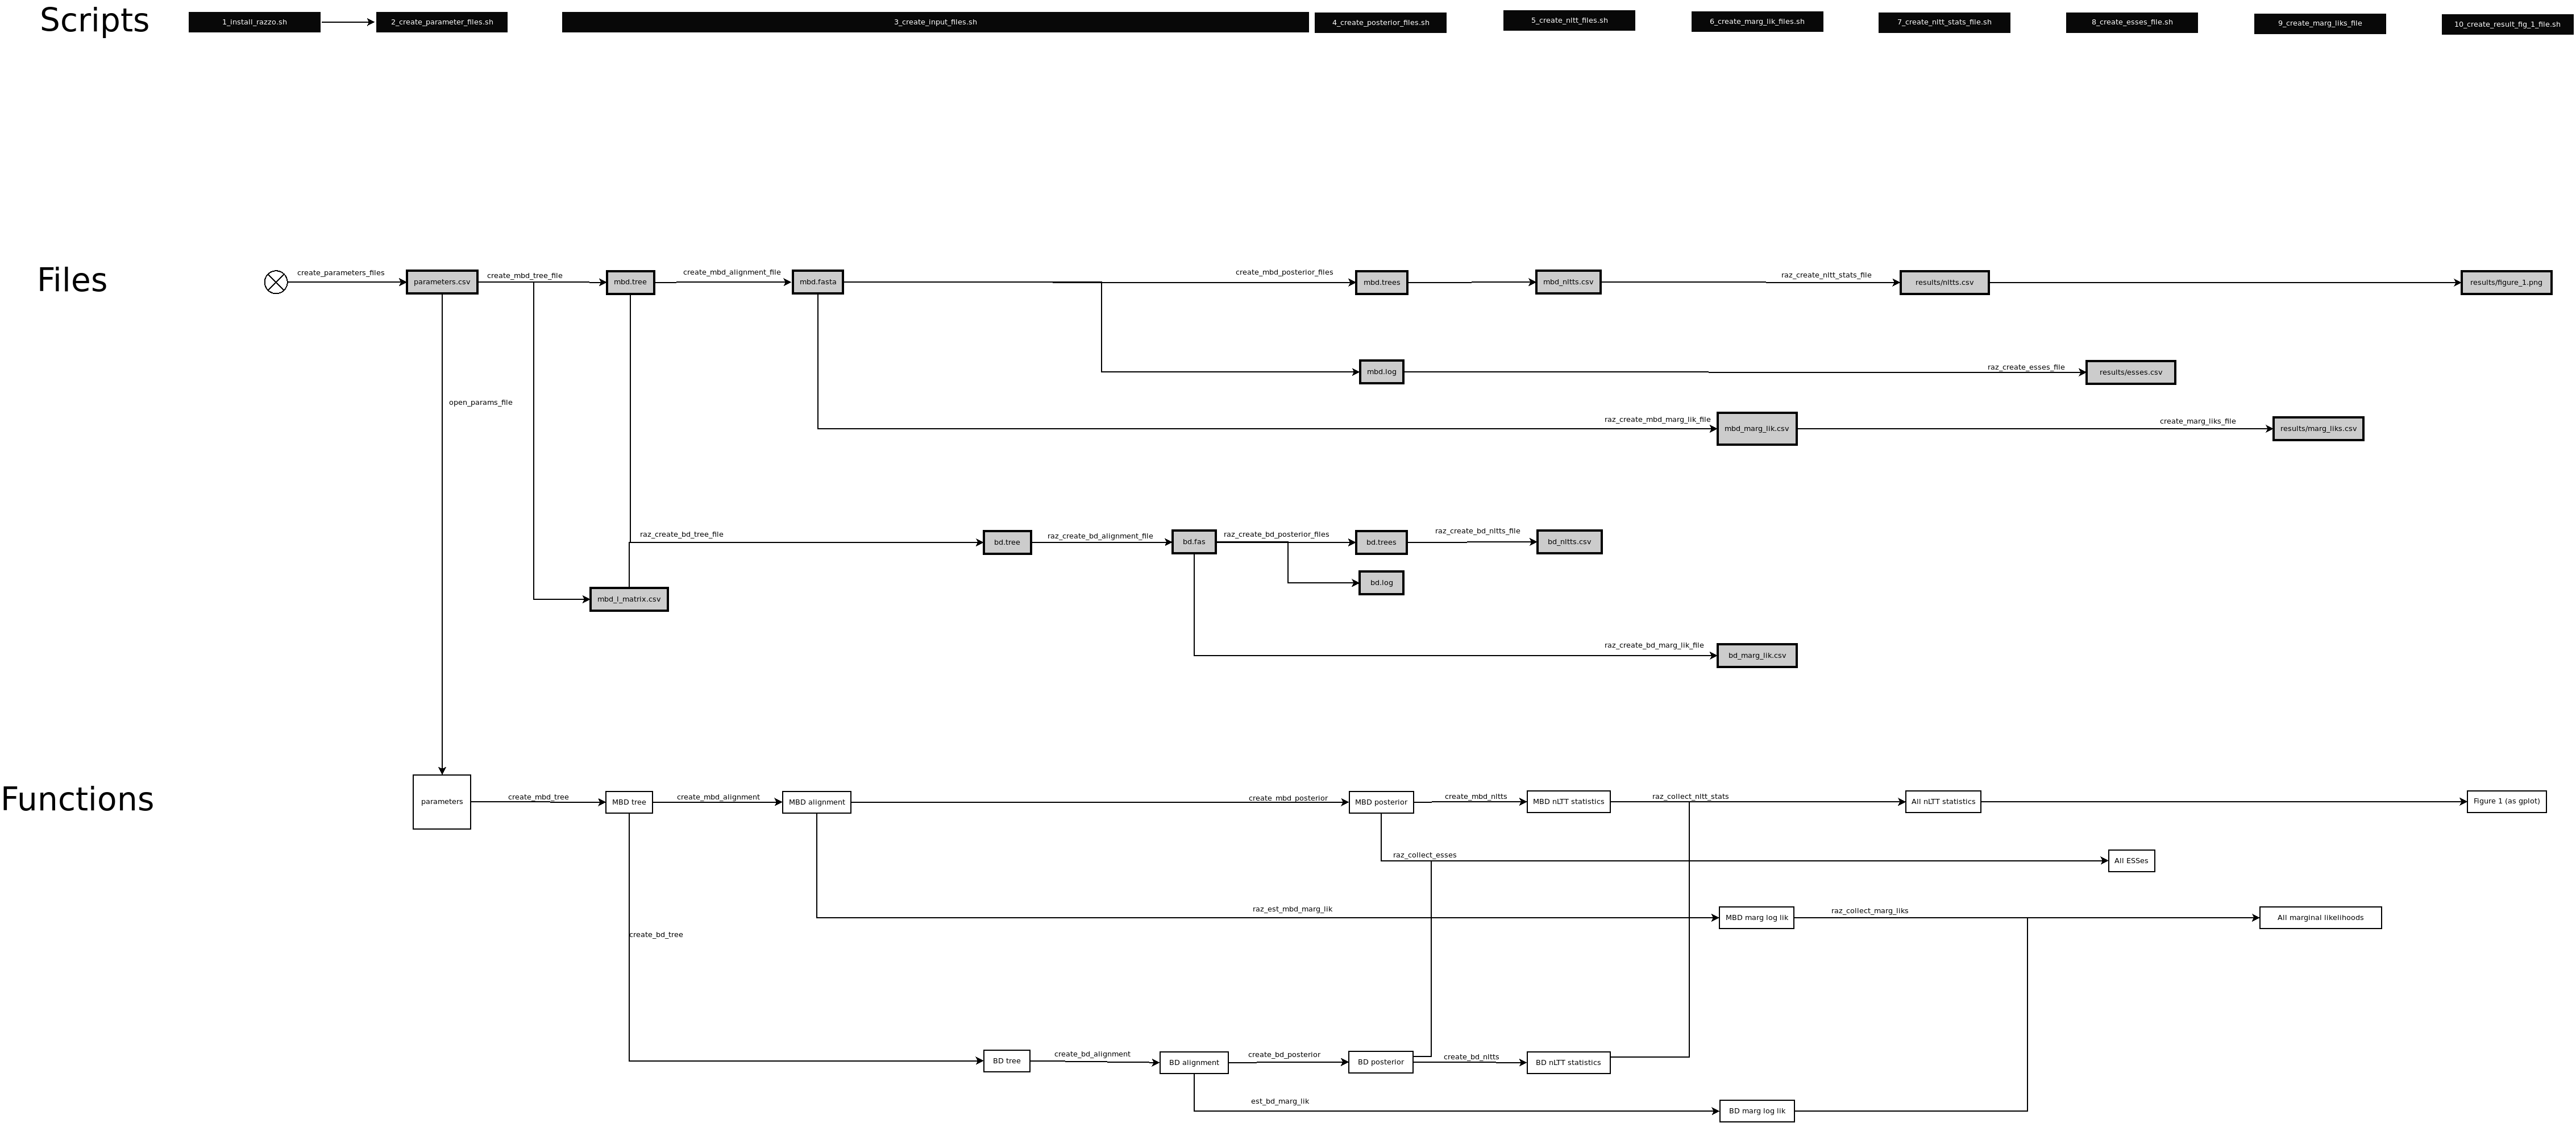 Scripts
1_install_razzo.sh
2_create_parameter_files.sh
3_create_input_files.sh
4_create_posterior_files.sh
5_create_nltt_files.sh
6_create_marg_lik_files.sh
7_create_nltt_stats_file.sh
8_create_esses_file.sh
9_create_marg_liks_file
10_create_result_fig_1_file.sh
Files
create_parameters_files
parameters.csv
create_mbd_tree_file
mbd.tree
create_mbd_alignment_file
mbd.fasta
create_mbd_posterior_files
mbd.trees
mbd_nltts.csv
raz_create_nltt_stats_file
results/nltts.csv
results/figure_1.png
mbd.log
raz_create_esses_file
results/esses.csv
open_params_file
raz_create_mbd_marg_lik_file
mbd_marg_lik.csv
create_marg_liks_file
results/marg_liks.csv
raz_create_bd_tree_file
bd.tree
raz_create_bd_alignment_file
bd.fas
raz_create_bd_posterior_files
bd.trees
raz_create_bd_nltts_file
bd_nltts.csv
bd.log
mbd_l_matrix.csv
raz_create_bd_marg_lik_file
bd_marg_lik.csv
Functions
parameters
create_mbd_tree
MBD tree
create_mbd_alignment
MBD alignment
create_mbd_posterior
MBD posterior
create_mbd_nltts
MBD nLTT statistics
raz_collect_nltt_stats
All nLTT statistics
Figure 1 (as gplot)
raz_collect_esses
All ESSes
raz_est_mbd_marg_lik
MBD marg log lik
raz_collect_marg_liks
All marginal likelihoods
create_bd_tree
BD tree
create_bd_alignment
BD alignment
create_bd_posterior
BD posterior
create_bd_nltts
BD nLTT statistics
est_bd_marg_lik
BD marg log lik